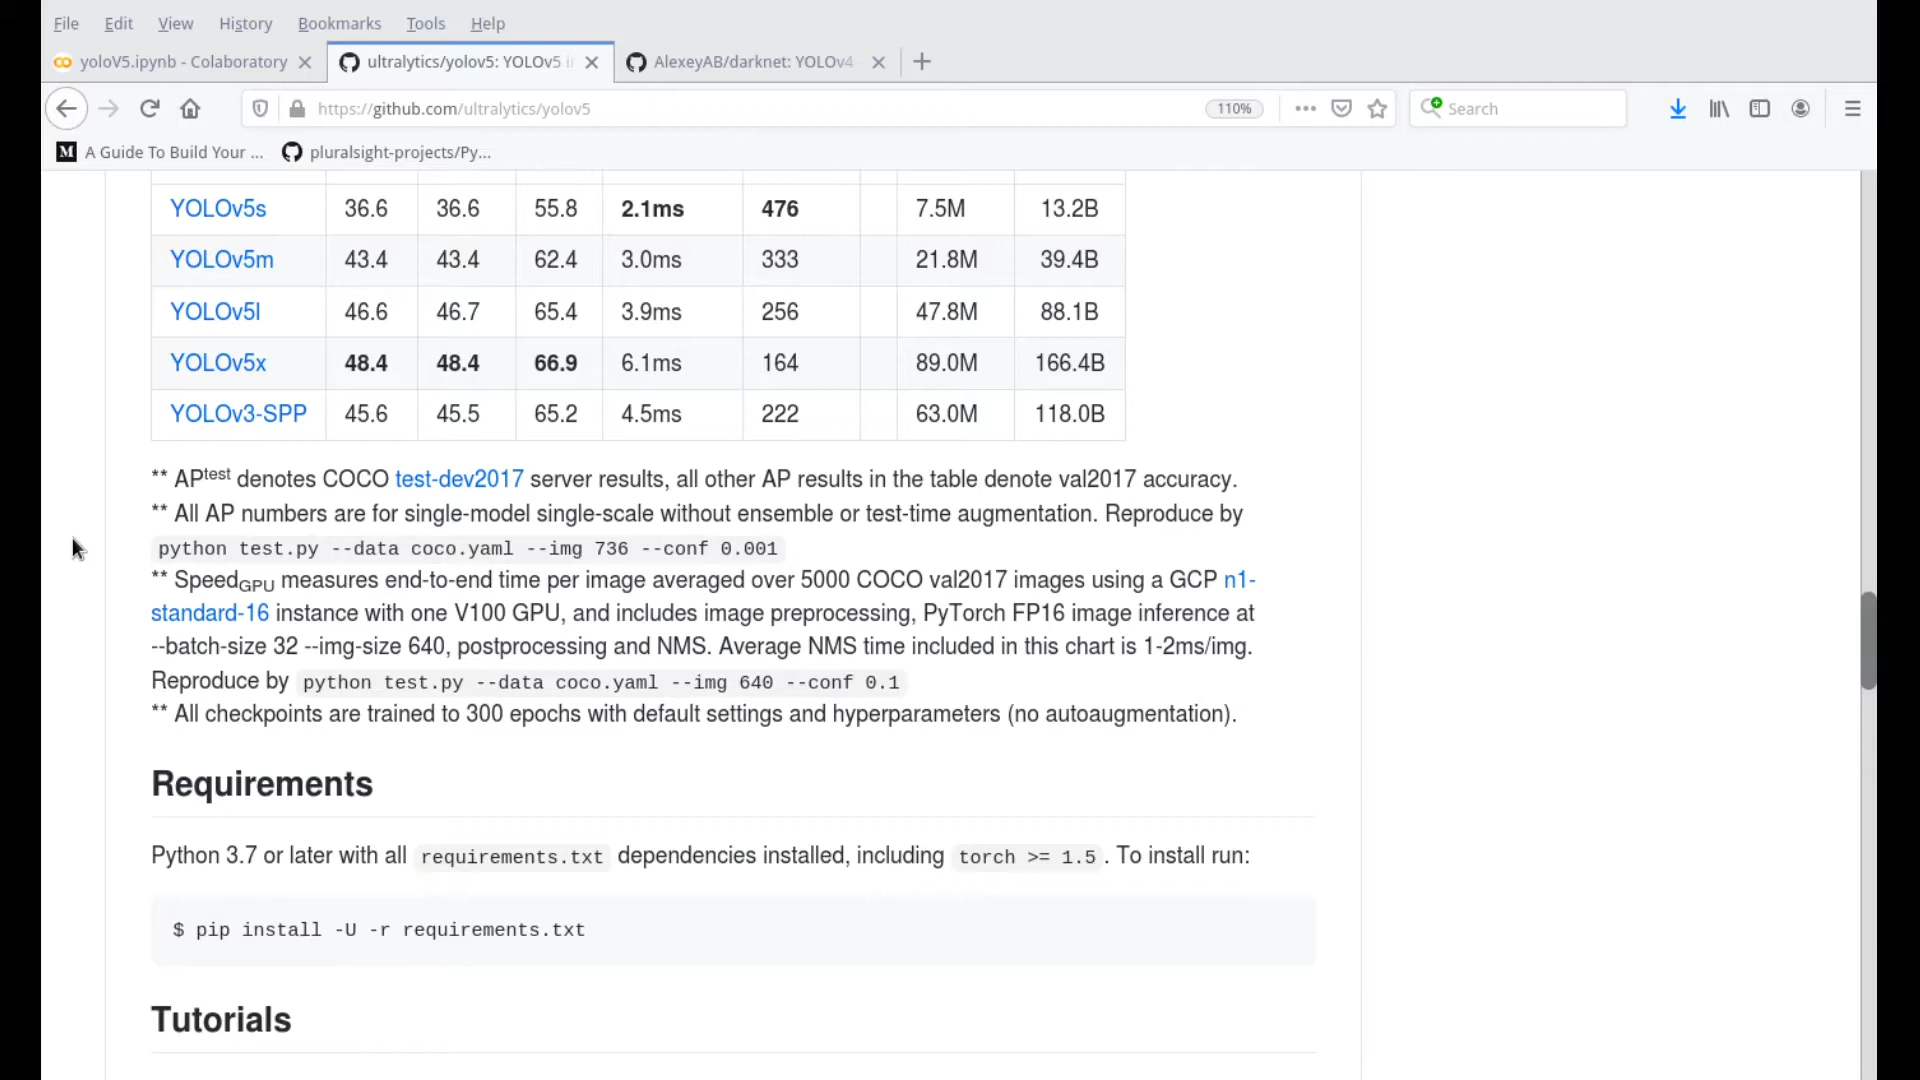 File Edit View History Bookmarks Tools Help
yoloV5.ipynb - Colaboratory ultralytics/yolov5: YOLOv5 in AlexeyAB/darknet: YOLOv4
https://github.com/ultralytics/yolov5 110% Search
M A Guide To Build Your ... pluralsight-projects/Py...
YOLOv5s 36.6 36.6 55.8 2.1ms 476 7.5M 13.2B
YOLOv5m 43.4 43.4 62.4 3.0ms 333 21.8M 39.4B
YOLOv5l 46.6 46.7 65.4 3.9ms 256 47.8M 88.1B
YOLOv5x 48.4 48.4 66.9 6.1ms 164 89.0M 166.4B
YOLOv3-SPP 45.6 45.5 65.2 4.5ms 222 63.0M 118.0B
** APtest denotes COCO test-dev2017 server results, all other AP results in the table denote val2017 accuracy.
** All AP numbers are for single-model single-scale without ensemble or test-time augmentation. Reproduce by
python test.py --data coco.yaml --img 736 --conf 0.001
** SpeedGPU measures end-to-end time per image averaged over 5000 COCO val2017 images using a GCP n1-
standard-16 instance with one V100 GPU, and includes image preprocessing, PyTorch FP16 image inference at
--batch-size 32 --img-size 640, postprocessing and NMS. Average NMS time included in this chart is 1-2ms/img.
Reproduce by python test.py --data coco.yaml --img 640 --conf 0.1
** All checkpoints are trained to 300 epochs with default settings and hyperparameters (no autoaugmentation).
Requirements
Python 3.7 or later with all requirements.txt dependencies installed, including torch >= 1.5 . To install run:
$ pip install -U -r requirements.txt
Tutorials